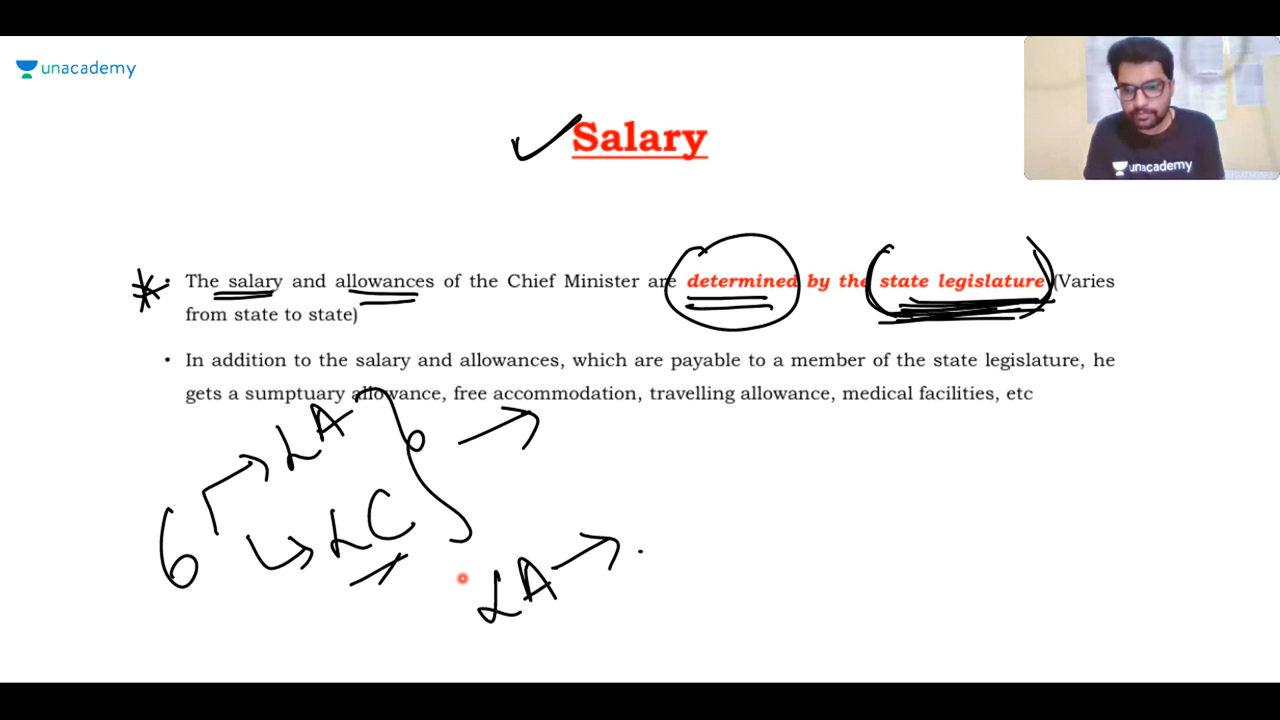 unacademy
Salary
unacademy
* • The salary and allowances of the Chief Minister are determined by the state legislature (Varies
from state to state)
• In addition to the salary and allowances, which are payable to a member of the state legislature, he
gets a sumptuary allowance, free accommodation, travelling allowance, medical facilities, etc
LA
6
LC
LA